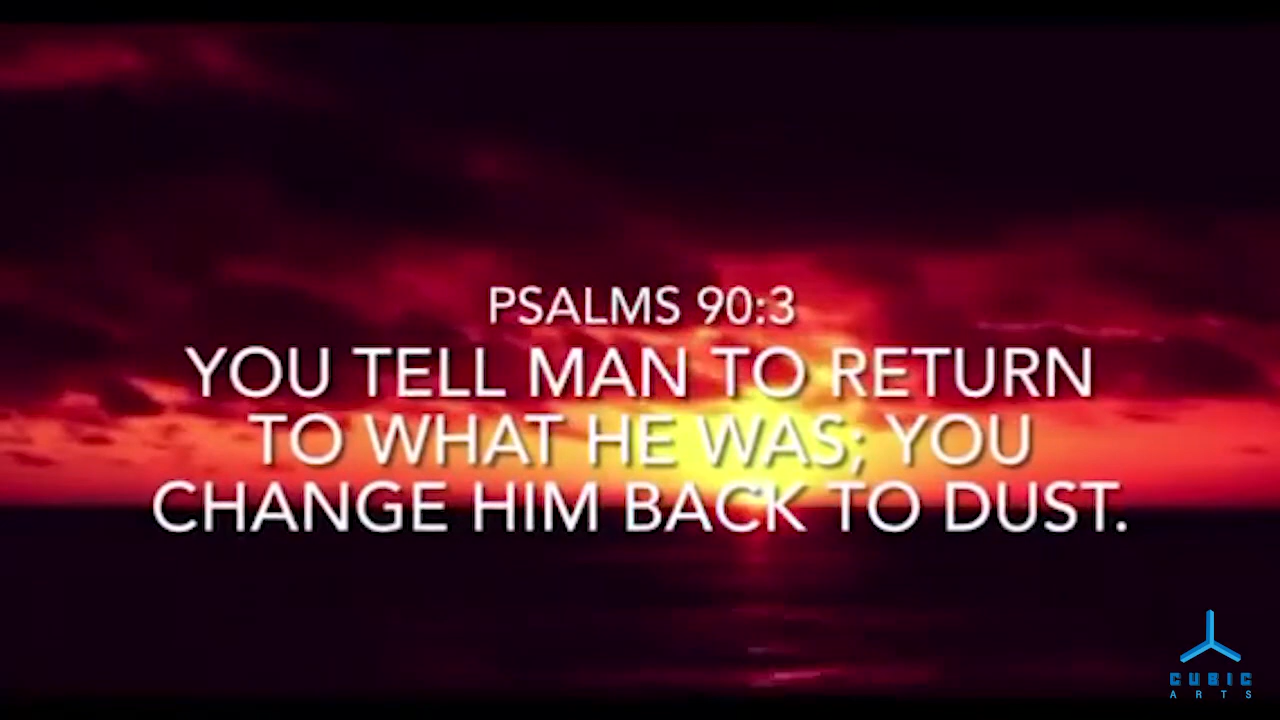 PSALMS 90:3
YOU TELL MAN TO RETURN
TO WHAT HE WAS; YOU
CHANGE HIM BACK TO DUST.
CUBIC
ARTS